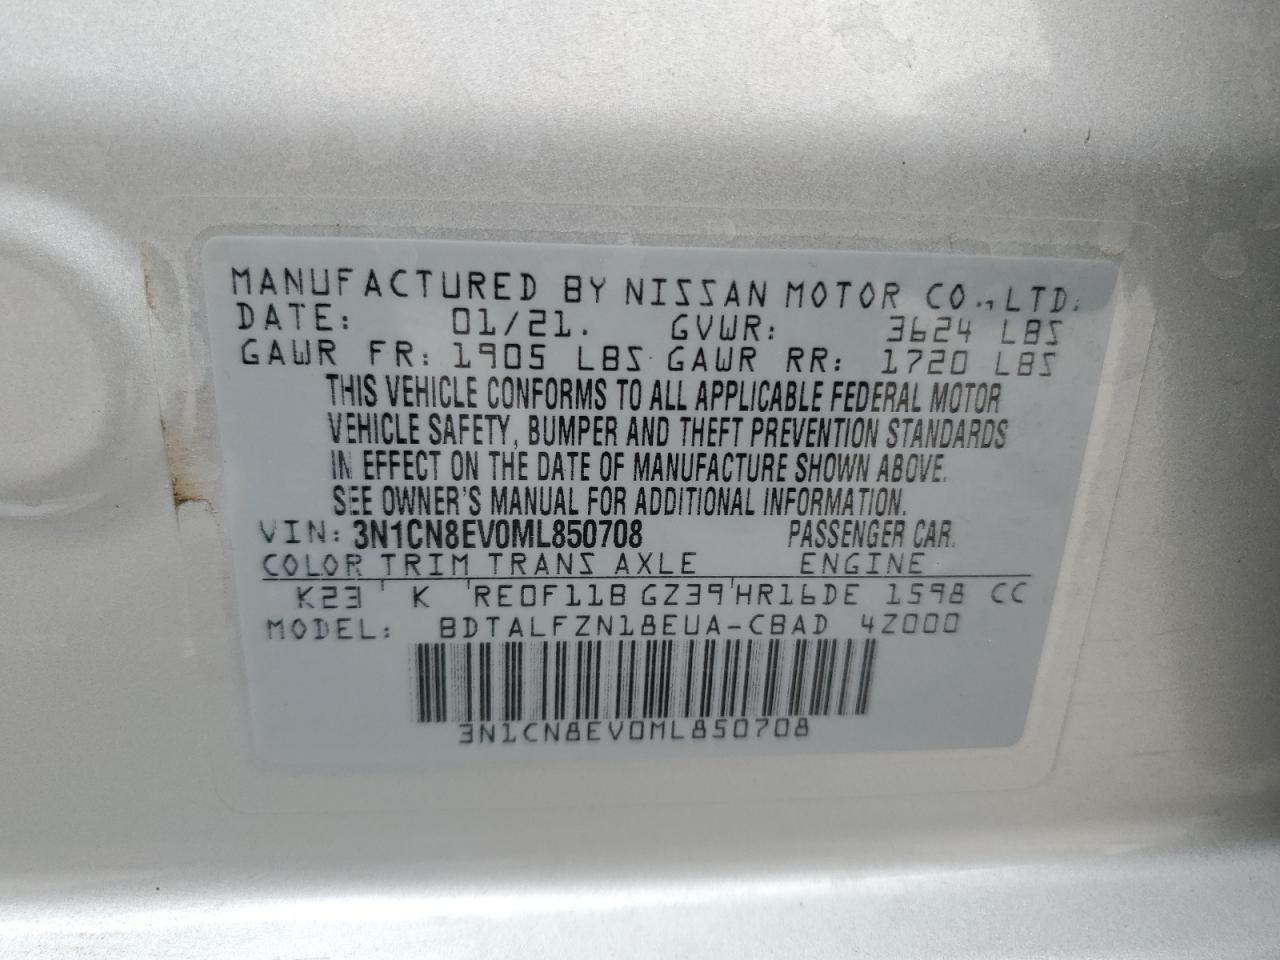 MANUFACTURED BY NISSAN MOTOR CO., LTD.
DATE: 01/21. GVWR: 3624 LBS
GAWR FR: 1905 LBS GAWR RR: 1720 LBS
THIS VEHICLE CONFORMS TO ALL APPLICABLE FEDERAL MOTOR
VEHICLE SAFETY, BUMPER AND THEFT PREVENTION STANDARDS
IN EFFECT ON THE DATE OF MANUFACTURE SHOWN ABOVE.
SEE OWNER'S MANUAL FOR ADDITIONAL INFORMATION.
VIN: 3N1CN8EV0ML850708 PASSENGER CAR.
COLOR TRIM TRANS AXLE ENGINE
K23 K RE0F11B GZ39 HR16DE 1598 CC
MODEL: BDTALFZN18EUA-CBAD 4Z000
3N1CN8EV0ML850708